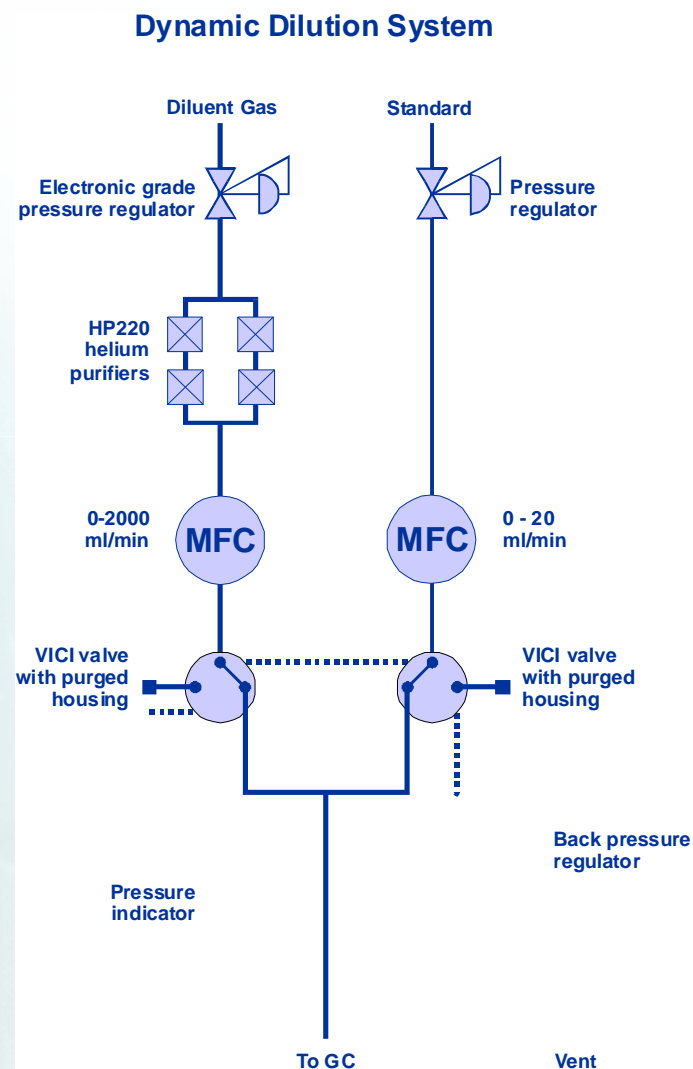 Dynamic Dilution System
Diluent Gas
Standard
Electronic grade
pressure regulator
Pressure
regulator
HP220
helium
purifiers
0-2000
ml/min
MFC
MFC
0 - 20
ml/min
VICI valve
with purged
housing
VICI valve
with purged
housing
Back pressure
regulator
Pressure
indicator
To GC
Vent